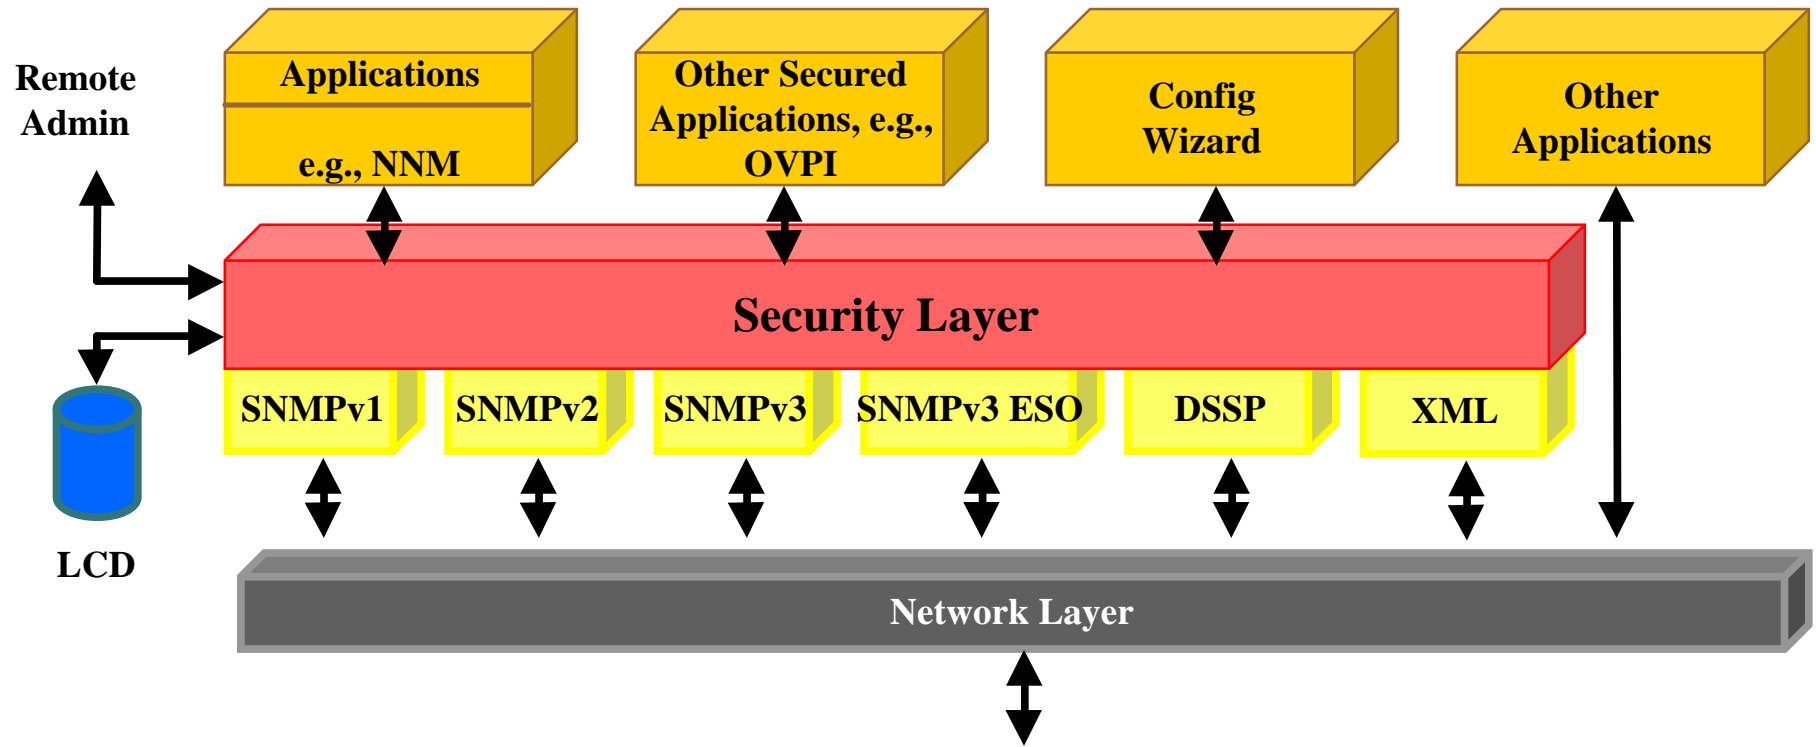 Remote
Admin
Applications
e.g., NNM
Other Secured
Applications, e.g.,
OVPI
Config
Wizard
Other
Applications
Security Layer
SNMPv1
SNMPv2
SNMPv3
SNMPv3 ESO
DSSP
XML
LCD
Network Layer